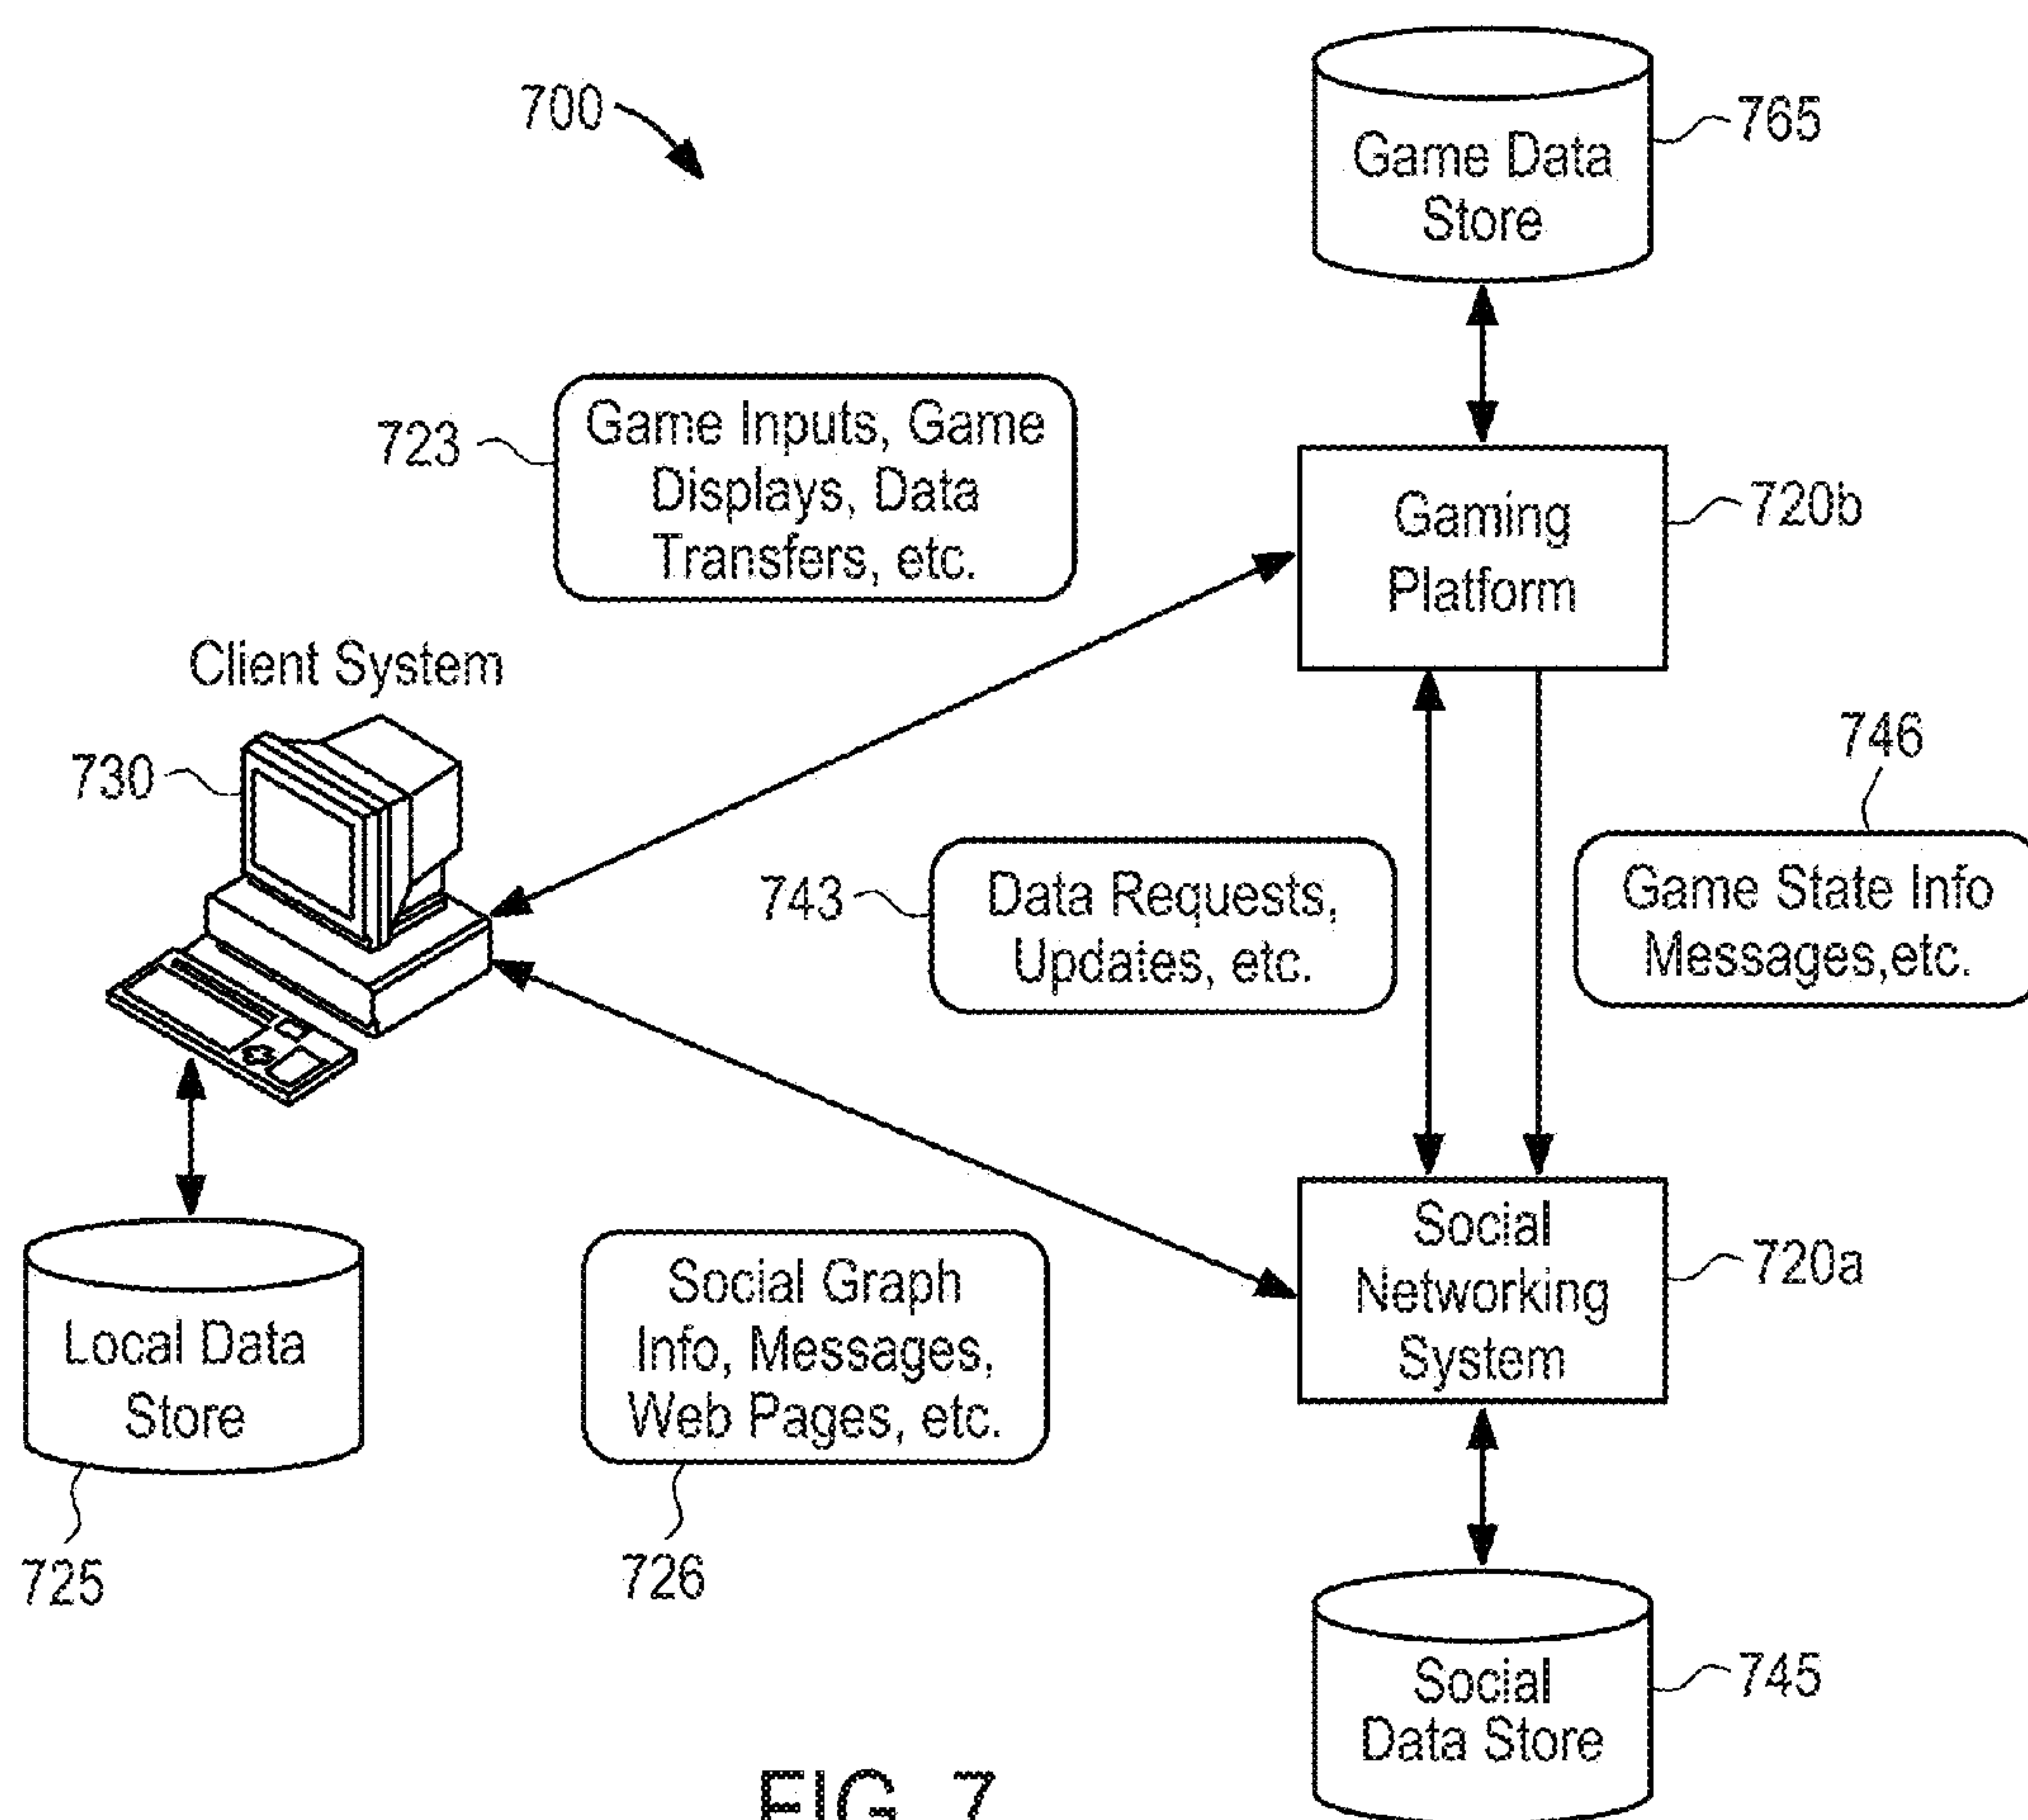 700
765
Game Data
Store
723
Game Inputs, Game
Displays, Data
Transfers, etc.
Gaming
Platform
720b
Client System
730
746
743
Data Requests,
Updates, etc.
Game State Info
Messages,etc.
Social
Networking
System
720a
Local Data
Store
Social Graph
Info, Messages,
Web Pages, etc.
725
726
Social
Data Store
745
FIG. 7